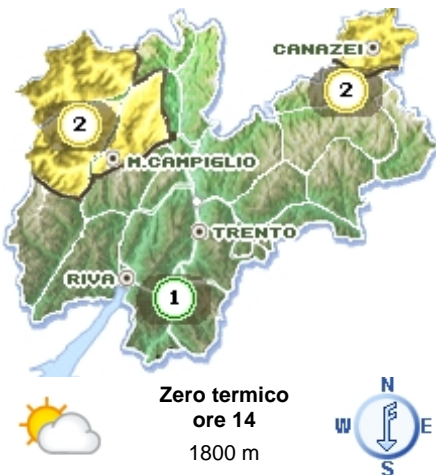 CANAZEI
2
2
M.CAMPIGLIO
TRENTO
RIVA
1
Zero termico
ore 14
1800 m
N
W E
S